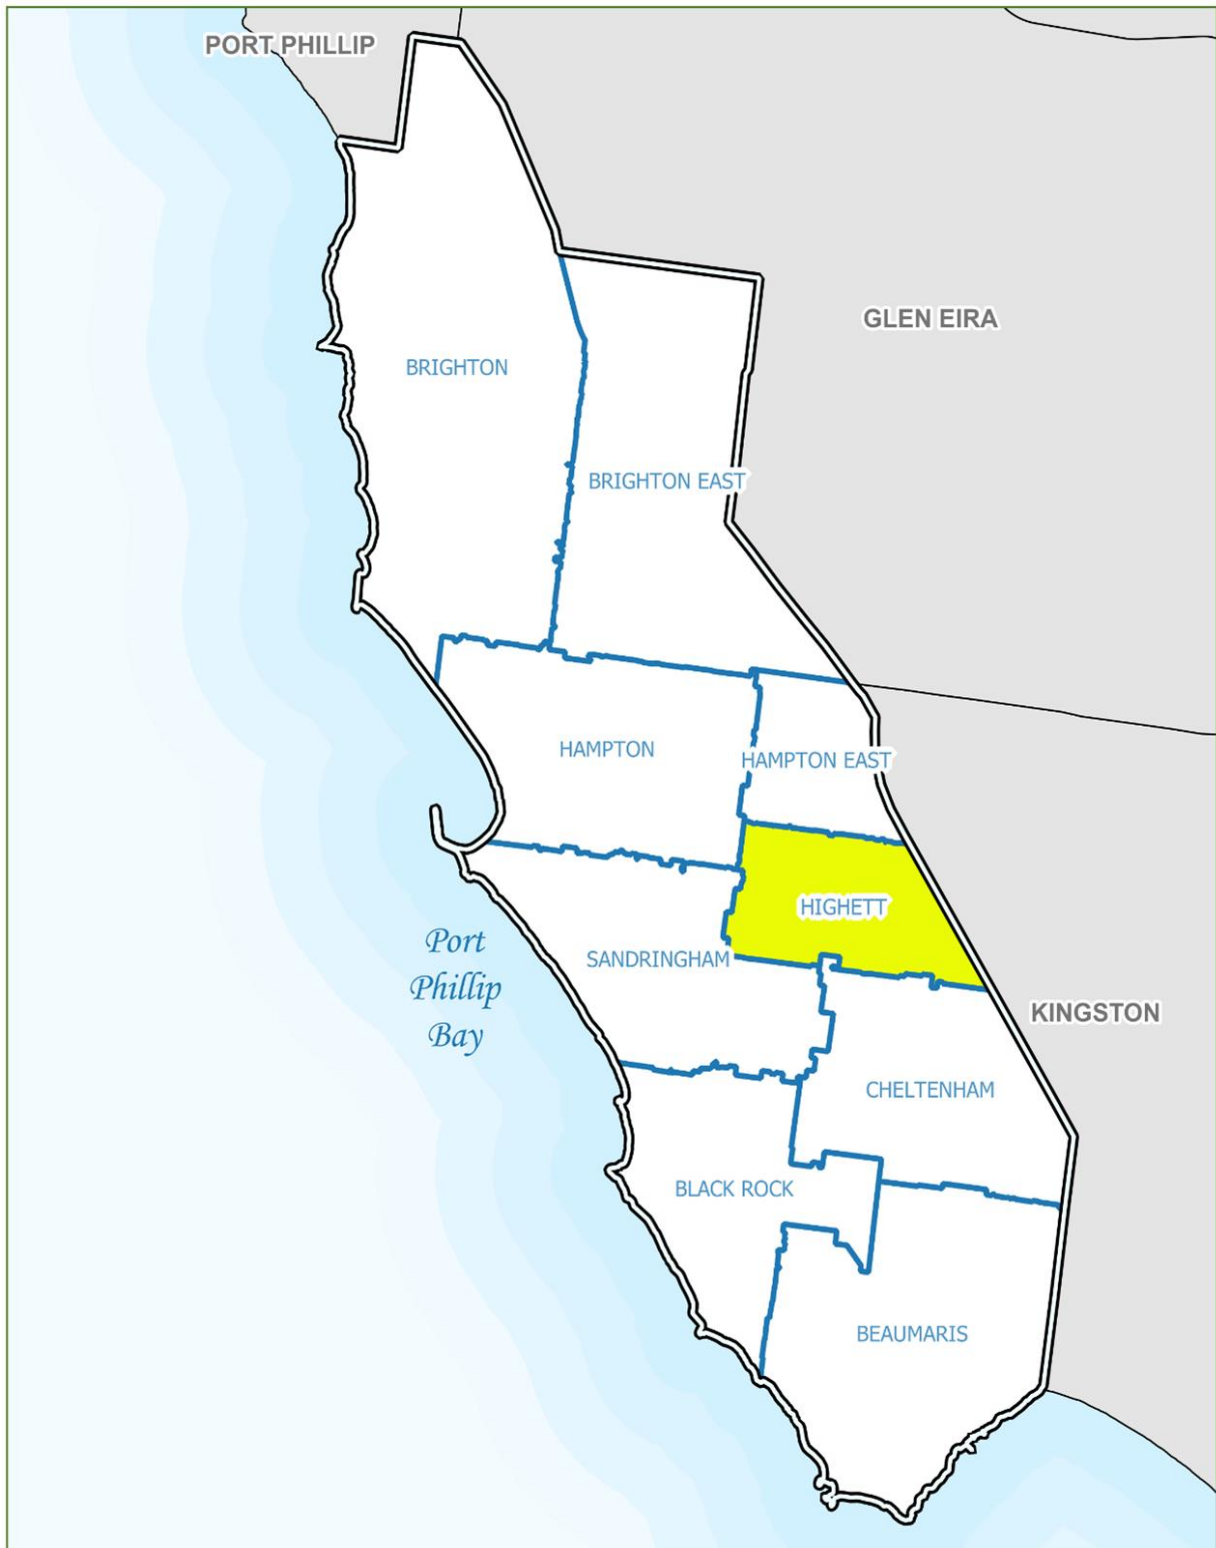 PORT PHILLIP
GLEN EIRA
BRIGHTON
BRIGHTON EAST
HAMPTON
HAMPTON EAST
HIGHETT
Port
Phillip
Bay
SANDRINGHAM
KINGSTON
CHELTENHAM
BLACK ROCK
BEAUMARIS